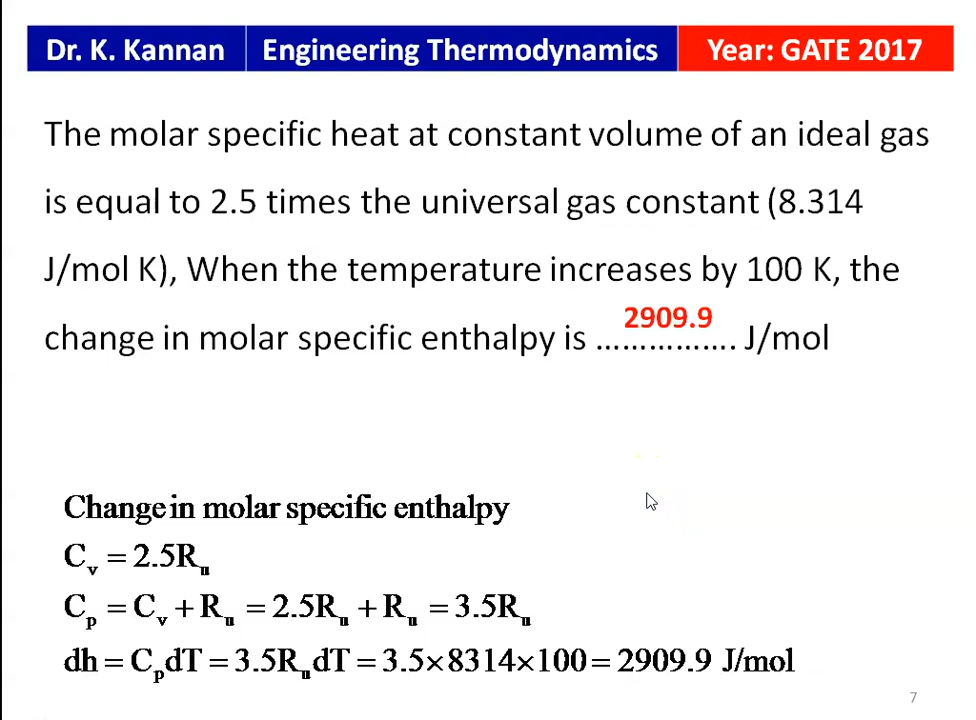 Dr. K. Kannan Engineering Thermodynamics Year: GATE 2017
The molar specific heat at constant volume of an ideal gas
is equal to 2.5 times the universal gas constant (8.314
J/mol K), When the temperature increases by 100 K, the
2909.9
change in molar specific enthalpy is ……………. J/mol
Change in molar specific enthalpy
Cᵥ = 2.5Rᵤ
Cₚ = Cᵥ + Rᵤ = 2.5Rᵤ + Rᵤ = 3.5Rᵤ
dh = CₚdT = 3.5RᵤdT = 3.5×8314×100 = 2909.9 J/mol
7